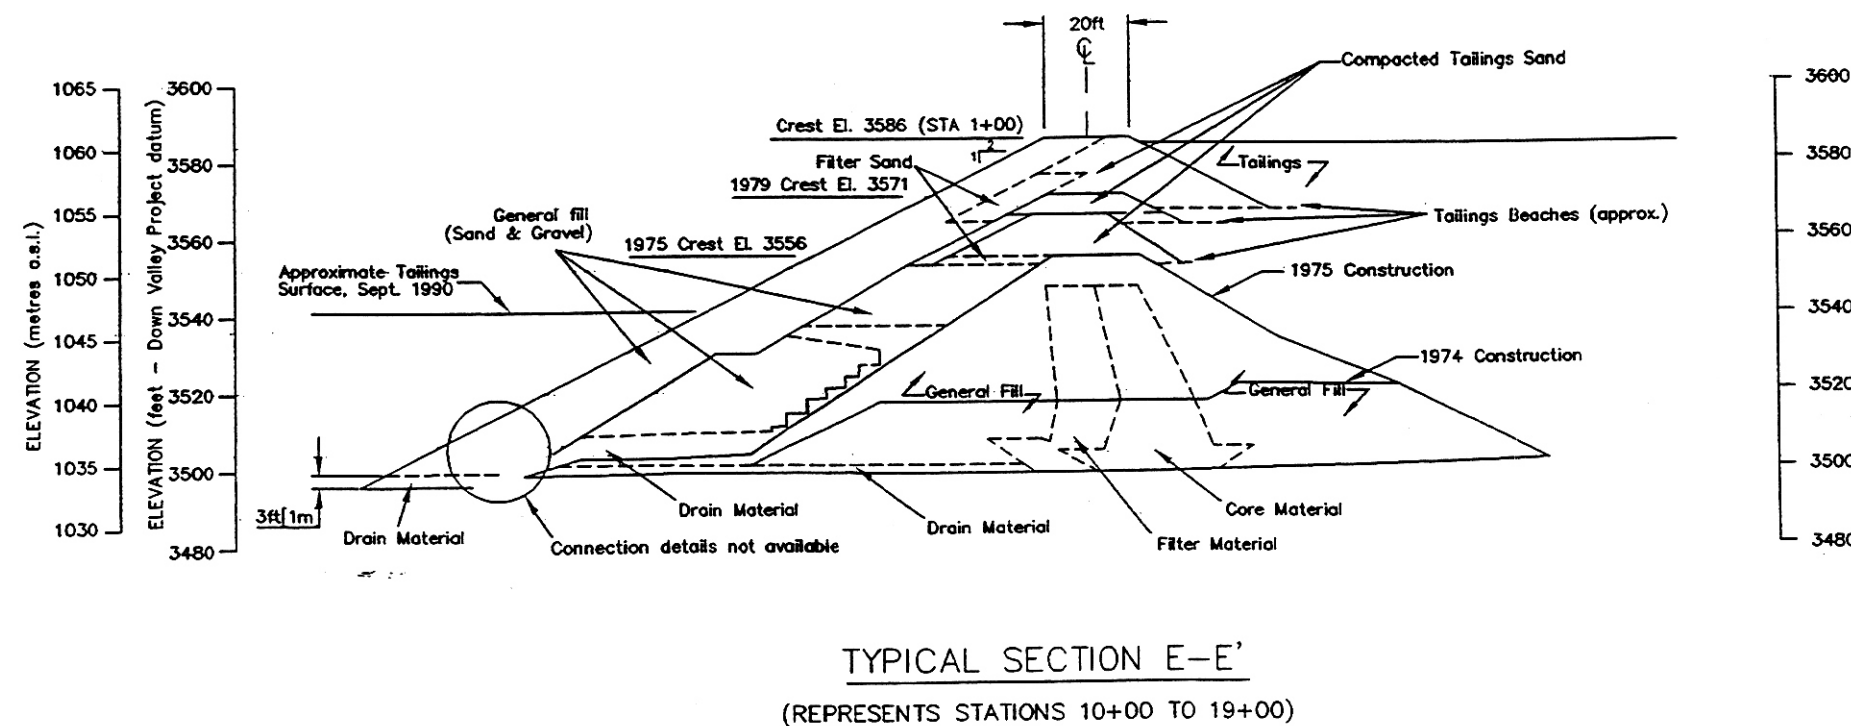 20ft
℄
Compacted Tailings Sand
1065
1060
1055
1050
1045
1040
1035
1030
ELEVATION (metres a.s.l.)
3600
3580
3560
3540
3520
3500
3480
ELEVATION (feet - Down Valley Project datum)
Crest El. 3586 (STA 1+00)
2
1
Filter Sand
Tailings
1979 Crest El. 3571
General fill
(Sand & Gravel)
Tailings Beaches (approx.)
1975 Crest El. 3556
Approximate Tailings
Surface, Sept. 1990
1975 Construction
1974 Construction
General Fill
General Fill
3ft
1m
Drain Material
Drain Material
Drain Material
Core Material
Filter Material
Connection details not available
3600
3580
3560
3540
3520
3500
3480
TYPICAL SECTION E-E'
(REPRESENTS STATIONS 10+00 TO 19+00)